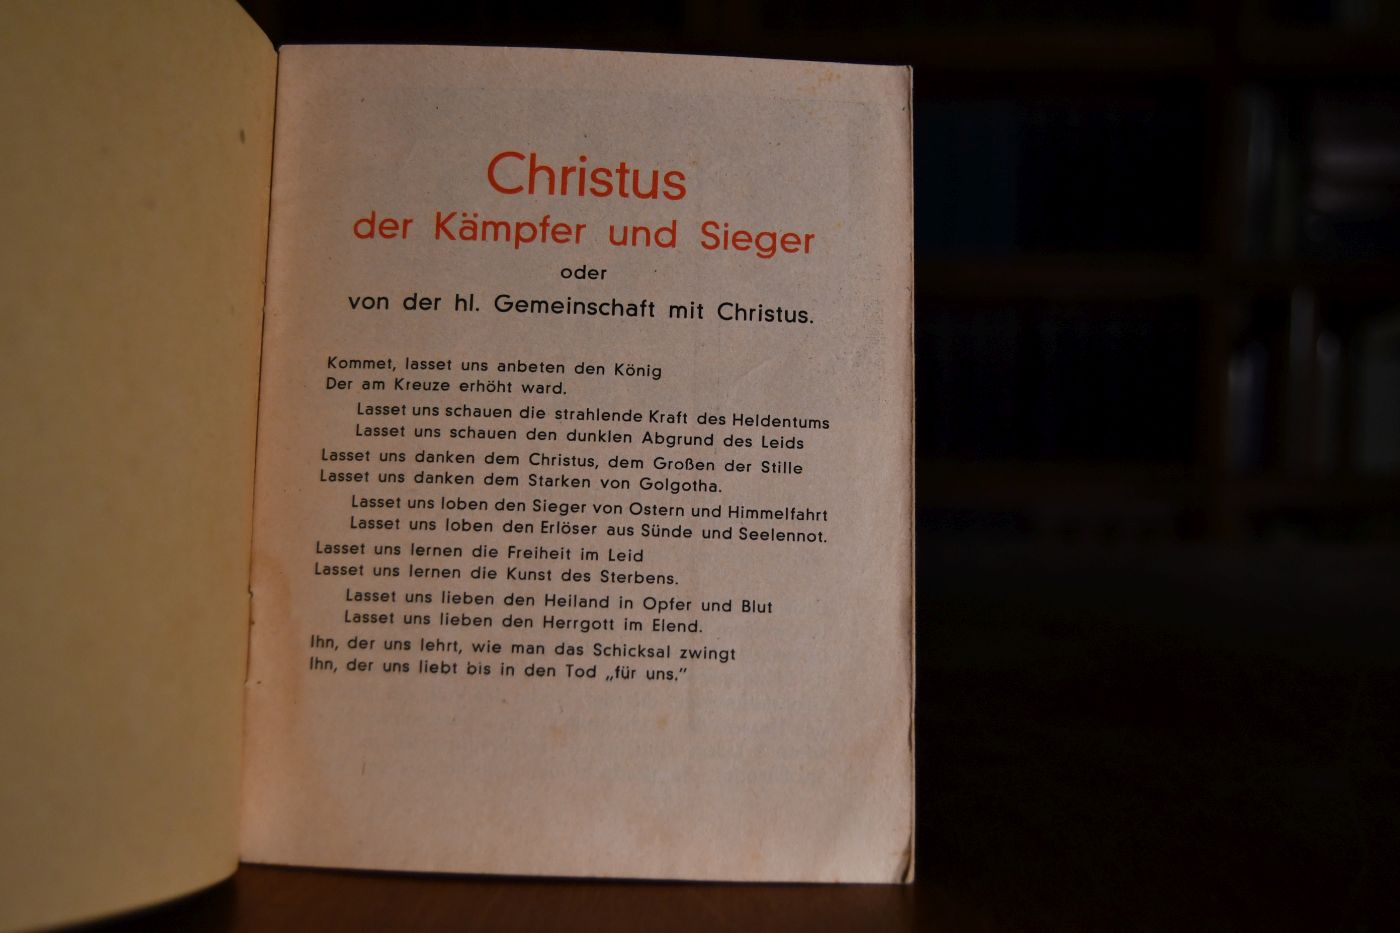 Christus
der Kämpfer und Sieger
oder
von der hl. Gemeinschaft mit Christus.
Kommet, lasset uns anbeten den König
Der am Kreuze erhöht ward.
Lasset uns schauen die strahlende Kraft des Heldentums
Lasset uns schauen den dunklen Abgrund des Leids
Lasset uns danken dem Christus, dem Großen der Stille
Lasset uns danken dem Starken von Golgotha.
Lasset uns loben den Sieger von Ostern und Himmelfahrt
Lasset uns loben den Erlöser aus Sünde und Seelennot.
Lasset uns lernen die Freiheit im Leid
Lasset uns lernen die Kunst des Sterbens.
Lasset uns lieben den Heiland in Opfer und Blut
Lasset uns lieben den Herrgott im Elend.
Ihn, der uns lehrt, wie man das Schicksal zwingt
Ihn, der uns liebt bis in den Tod „für uns.“